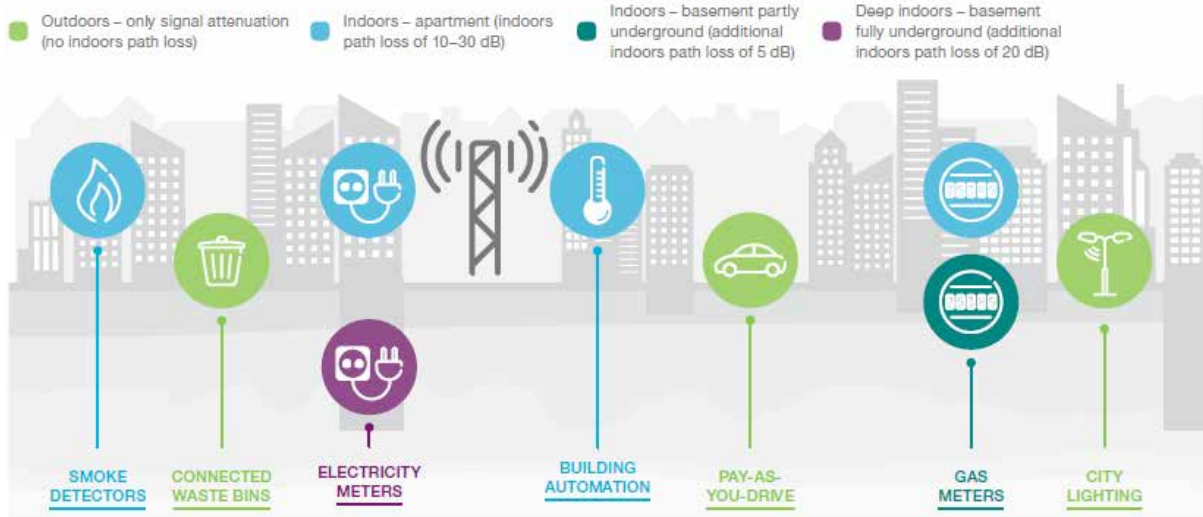 Outdoors – only signal attenuation
(no indoors path loss)
Indoors – apartment (indoors
path loss of 10–30 dB)
Indoors – basement partly
underground (additional
indoors path loss of 5 dB)
Deep indoors – basement
fully underground (additional
indoors path loss of 20 dB)
SMOKE
DETECTORS
CONNECTED
WASTE BINS
ELECTRICITY
METERS
BUILDING
AUTOMATION
PAY-AS-
YOU-DRIVE
GAS
METERS
CITY
LIGHTING